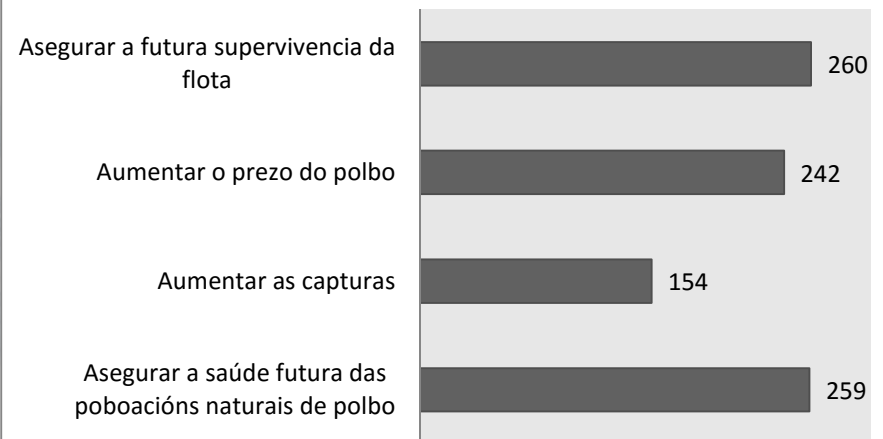 Asegurar a futura supervivencia da
flota
260
Aumentar o prezo do polbo
242
Aumentar as capturas
154
Asegurar a saúde futura das
poboacións naturais de polbo
259